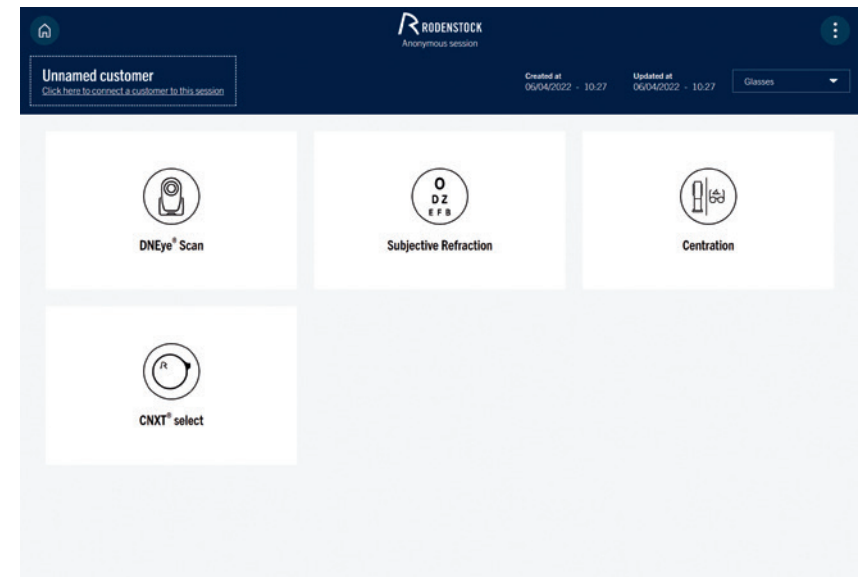 RODENSTOCK
Anonymous session
Unnamed customer
Click here to connect a customer to this session
Created at
06/04/2022 - 10:27
Updated at
06/04/2022 - 10:27
Glasses
DNEye® Scan
O
D Z
E F B
Subjective Refraction
Centration
R
CNXT® select